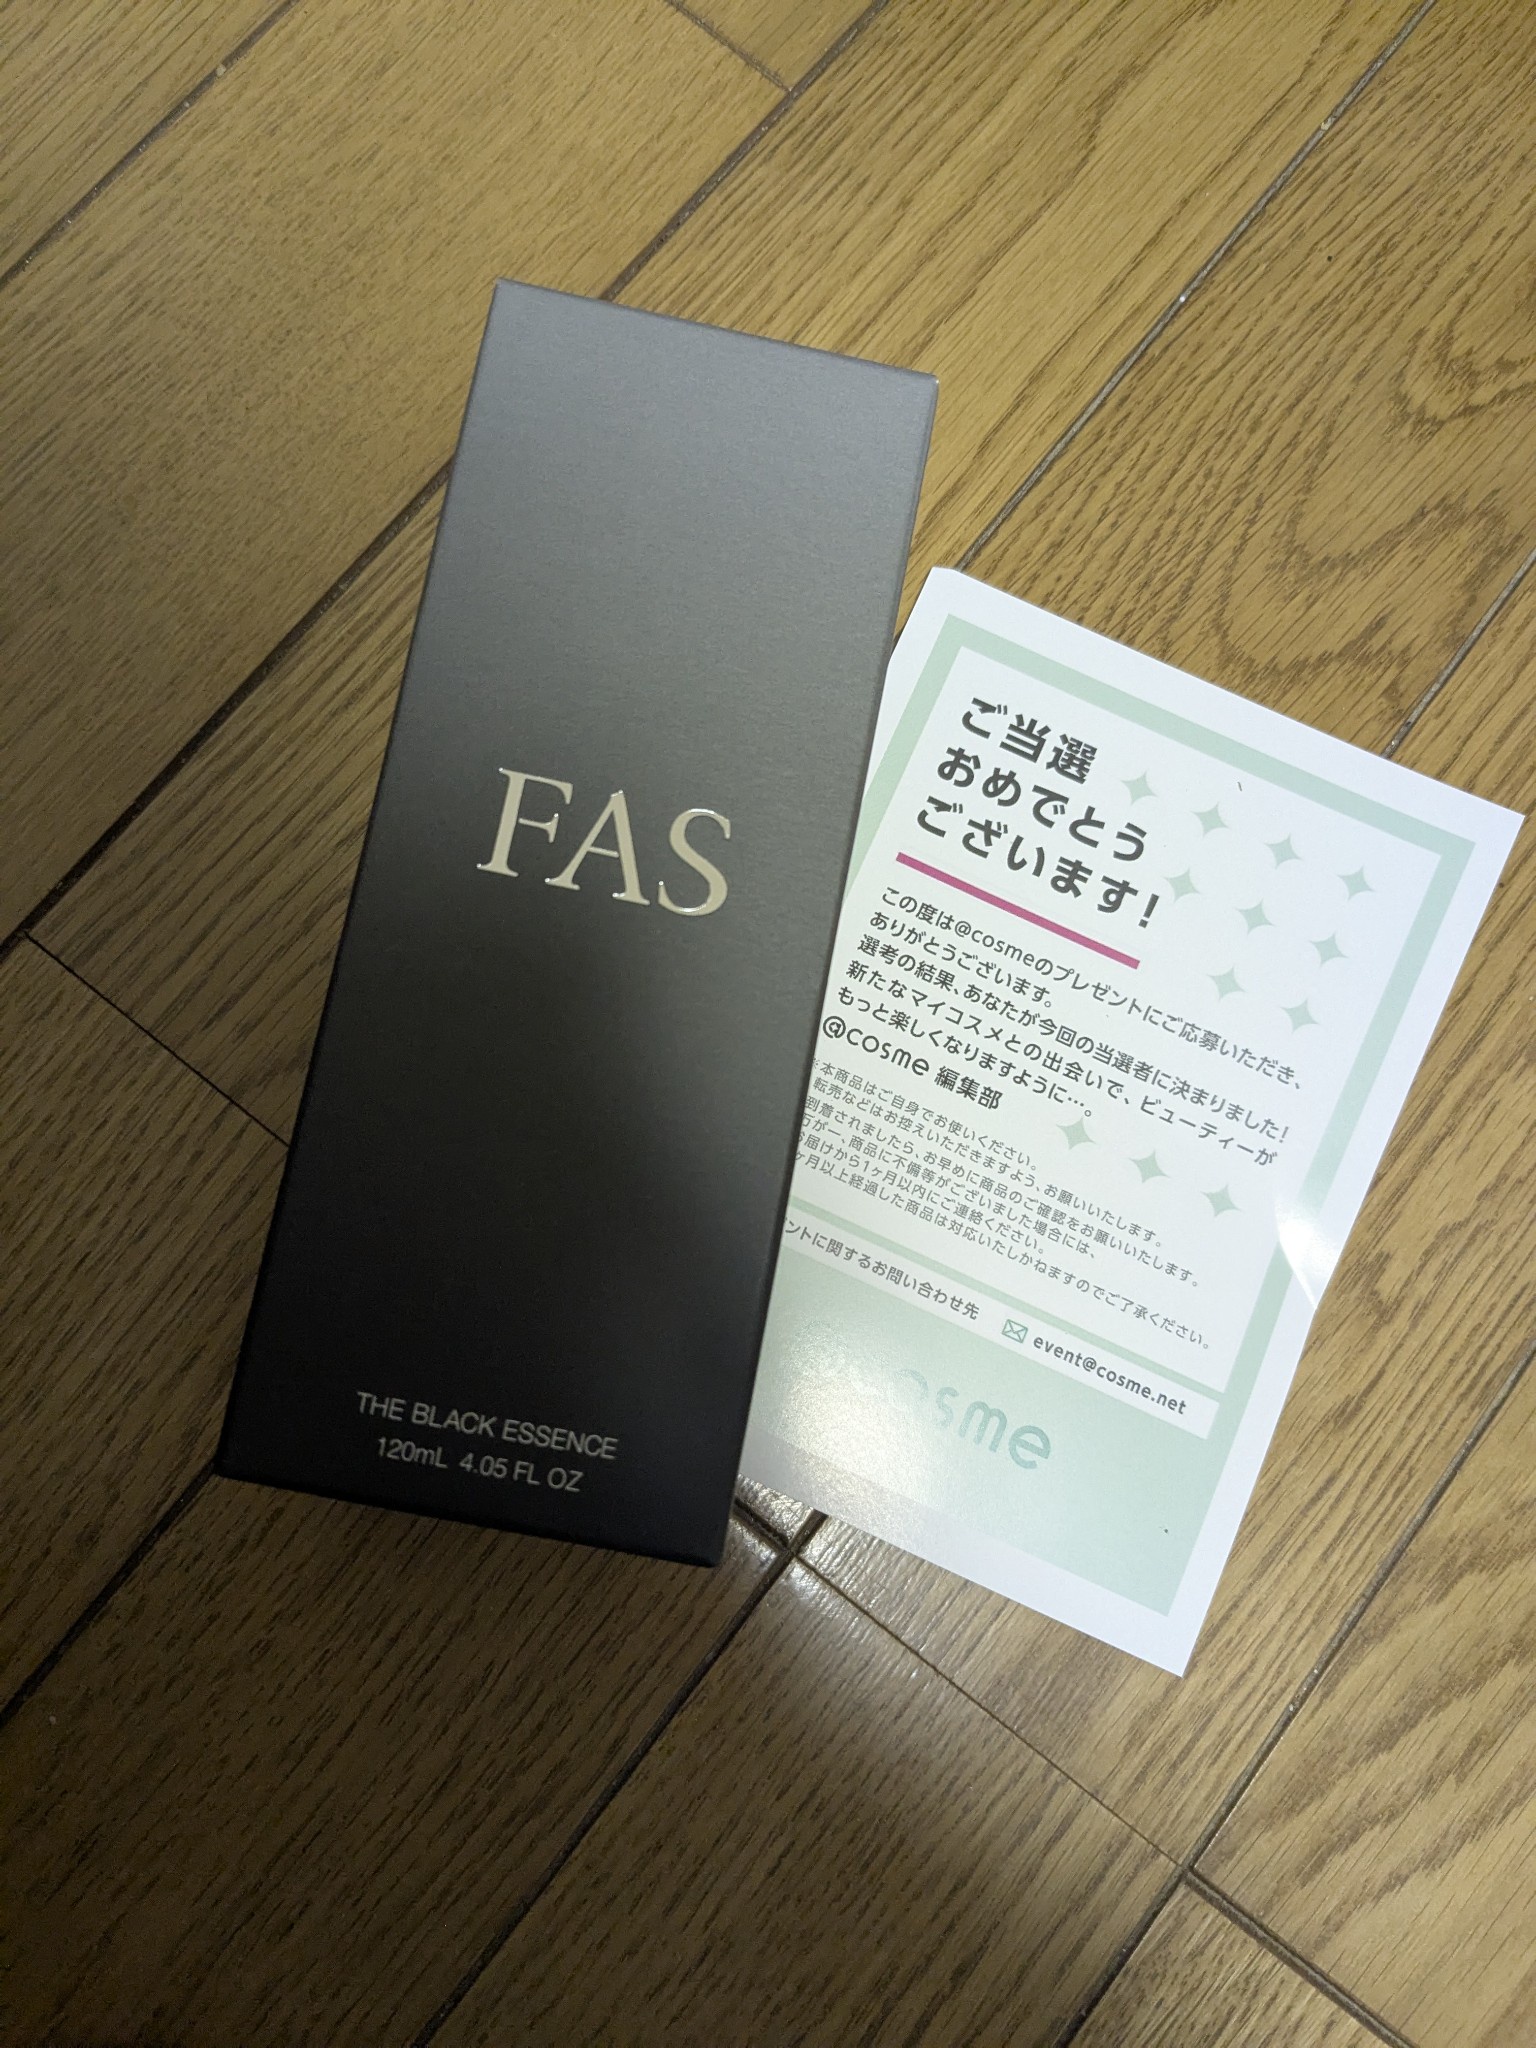 FAS
THE BLACK ESSENCE
120mL 4.05 FL OZ
ご当選
おめでとう
ございます!
この度は@cosmeのプレゼントにご応募いただき、
ありがとうございます。
選考の結果、あなたが今回の当選者に決まりました!
新たなマイコスメとの出会いで、ビューティーが
もっと楽しくなりますように…。
@cosme 編集部
※本商品はご自身でお使いください。
転売などはお控えいただきますよう、お願いいたします。
到着されましたら、お早めに商品のご確認をお願いいたします。
万が一、商品に不備等がございました場合には、
お届けから1ヶ月以内にご連絡ください。
ヶ月以上経過した商品は対応いたしかねますのでご了承ください。
ントに関するお問い合わせ先
event@cosme.net
osme